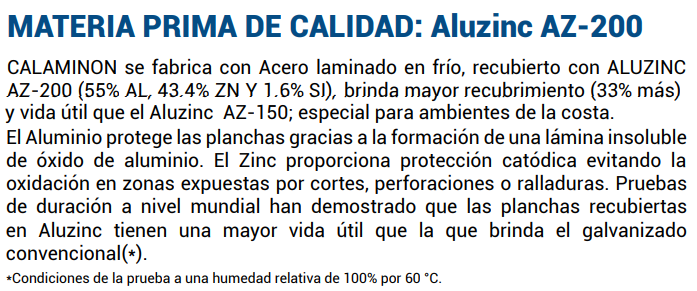 MATERIA PRIMA DE CALIDAD: Aluzinc AZ-200
CALAMINON se fabrica con Acero laminado en frío, recubierto con ALUZINC
AZ-200 (55% AL, 43.4% ZN Y 1.6% SI), brinda mayor recubrimiento (33% más)
y vida útil que el Aluzinc AZ-150; especial para ambientes de la costa.
El Aluminio protege las planchas gracias a la formación de una lámina insoluble
de óxido de aluminio. El Zinc proporciona protección catódica evitando la
oxidación en zonas expuestas por cortes, perforaciones o ralladuras. Pruebas
de duración a nivel mundial han demostrado que las planchas recubiertas
en Aluzinc tienen una mayor vida útil que la que brinda el galvanizado
convencional(*).
*Condiciones de la prueba a una humedad relativa de 100% por 60 °C.